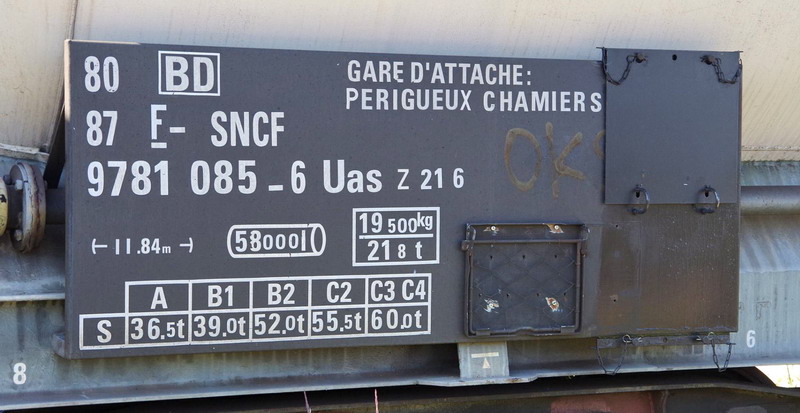 80 BD
87 F- SNCF
9781 085-6 Uas Z 21 6
GARE D'ATTACHE:
PERIGUEUX CHAMIERS
OK
11.84m
58000 l
19 500kg
21 8 t
A B1 B2 C2 C3 C4
S 36.5t 39.0t 52.0t 55.5t 60.0t
8
6